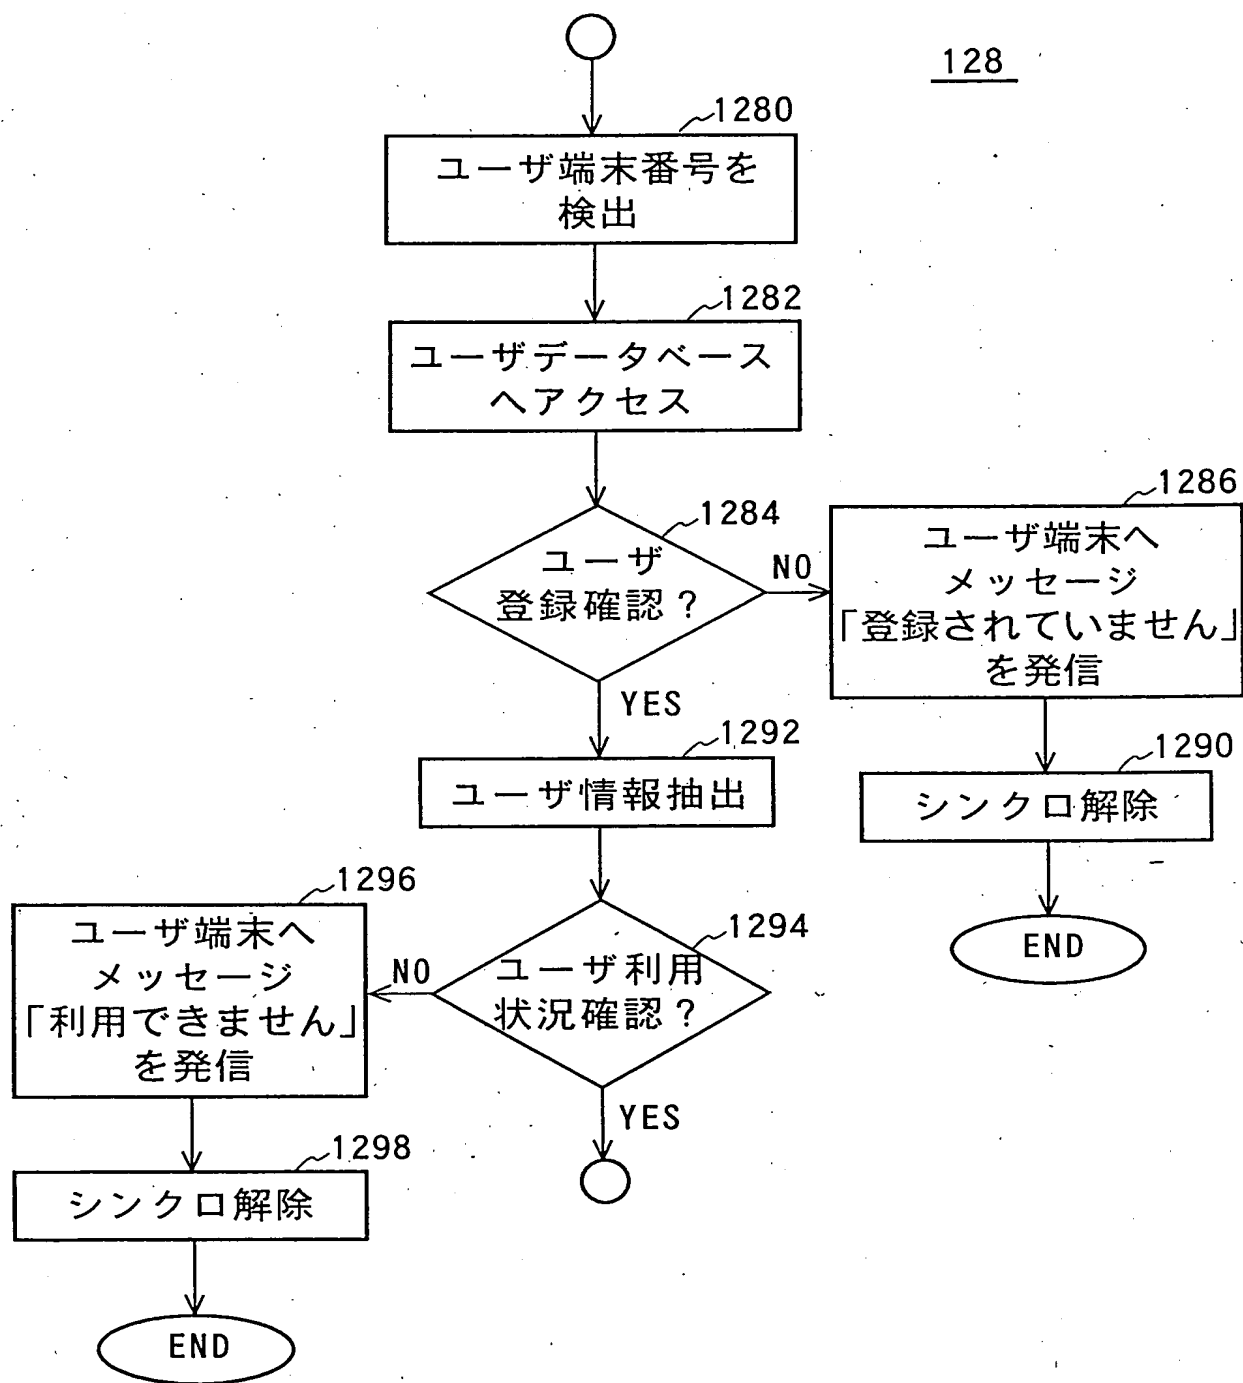 128
1280
ユーザ端末番号を
検出
1282
ユーザデータベース
へアクセス
1284
ユーザ
登録確認？
NO
1286
ユーザ端末へ
メッセージ
「登録されていません」
を発信
YES
1290
シンクロ解除
END
1292
ユーザ情報抽出
1294
ユーザ利用
状況確認？
NO
1296
ユーザ端末へ
メッセージ
「利用できません」
を発信
YES
1298
シンクロ解除
END